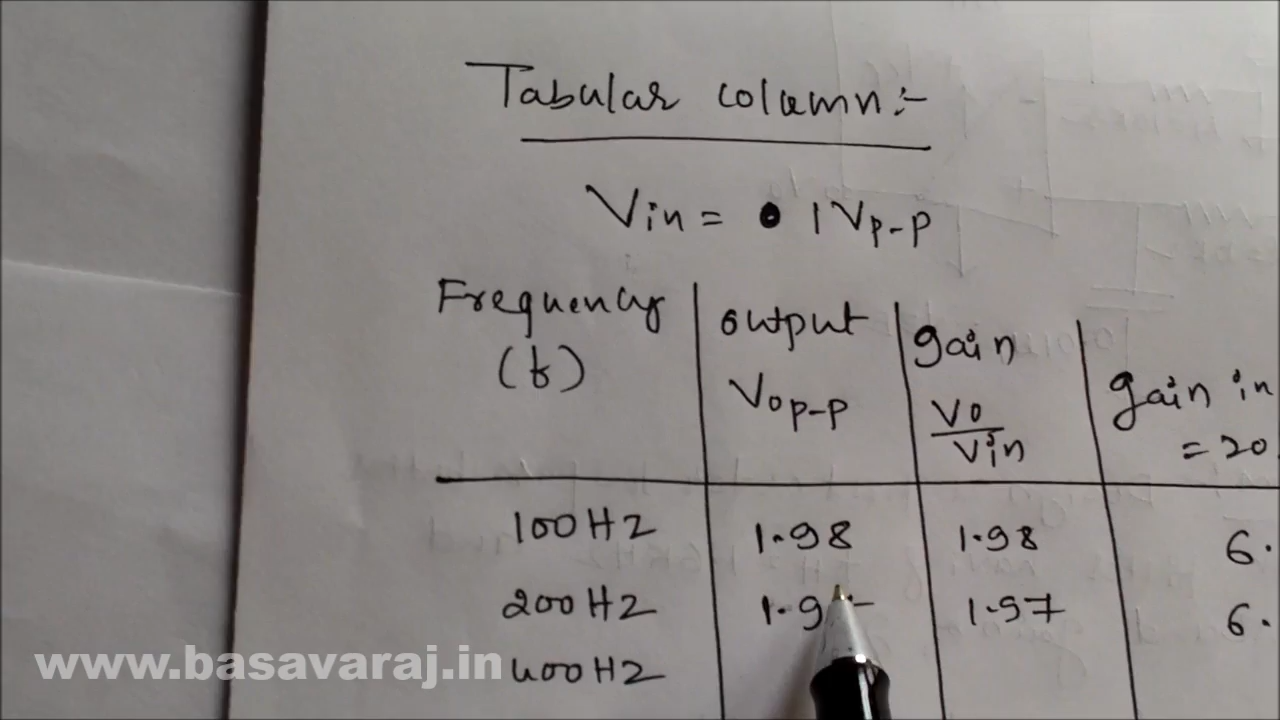 Tabular column :-
Vin = 1Vp-p
Frequency (f) output Vop-p gain Vo/Vin gain in = 20
100HZ 1.98 1.98 6.
200HZ 1.97 6.
400HZ
www.basavaraj.in